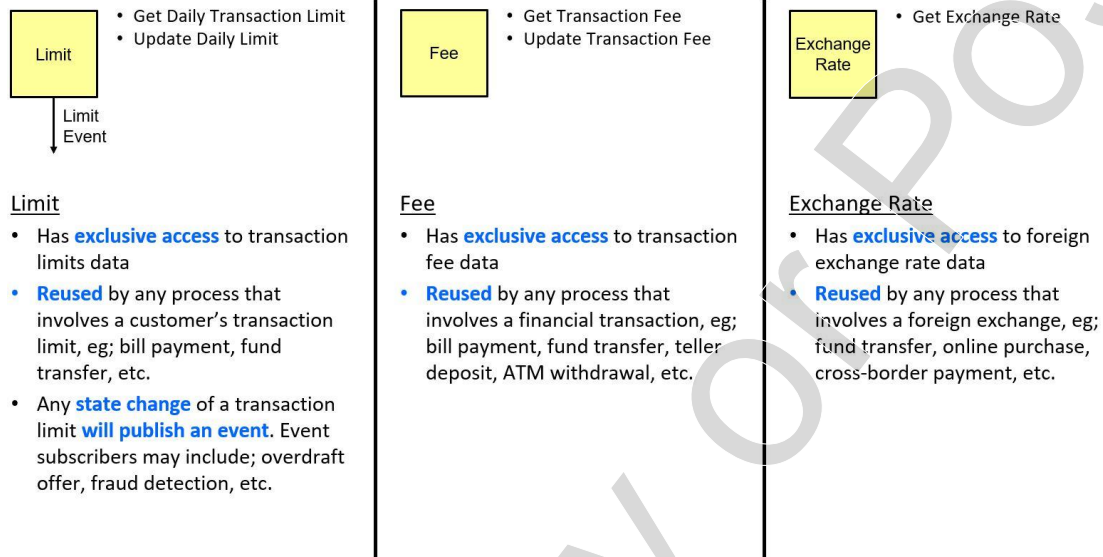 Limit
• Get Daily Transaction Limit
• Update Daily Limit
Limit
Event
Limit
• Has exclusive access to transaction
limits data
• Reused by any process that
involves a customer's transaction
limit, eg; bill payment, fund
transfer, etc.
• Any state change of a transaction
limit will publish an event. Event
subscribers may include; overdraft
offer, fraud detection, etc.
Fee
• Get Transaction Fee
• Update Transaction Fee
Fee
• Has exclusive access to transaction
fee data
• Reused by any process that
involves a financial transaction, eg;
bill payment, fund transfer, teller
deposit, ATM withdrawal, etc.
Exchange
Rate
• Get Exchange Rate
Exchange Rate
• Has exclusive access to foreign
exchange rate data
• Reused by any process that
involves a foreign exchange, eg;
fund transfer, online purchase,
cross-border payment, etc.
or Po